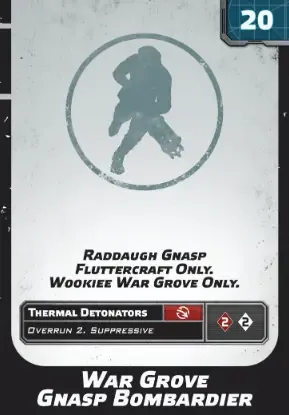 20
RADDAUGH GNASP
FLUTTERCRAFT ONLY.
WOOKIEE WAR GROVE ONLY.
THERMAL DETONATORS
OVERRUN 2, SUPPRESSIVE
2 2
WAR GROVE
GNASP BOMBARDIER